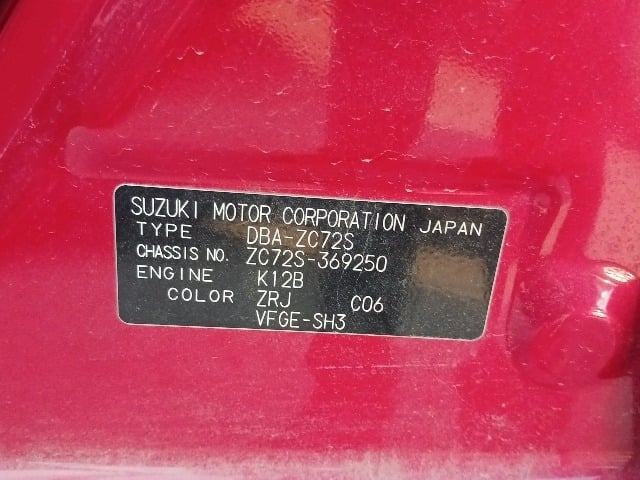 SUZUKI MOTOR CORPORATION JAPAN
TYPE DBA-ZC72S
CHASSIS NO. ZC72S-369250
ENGINE K12B
COLOR ZRJ C06
VFGE-SH3